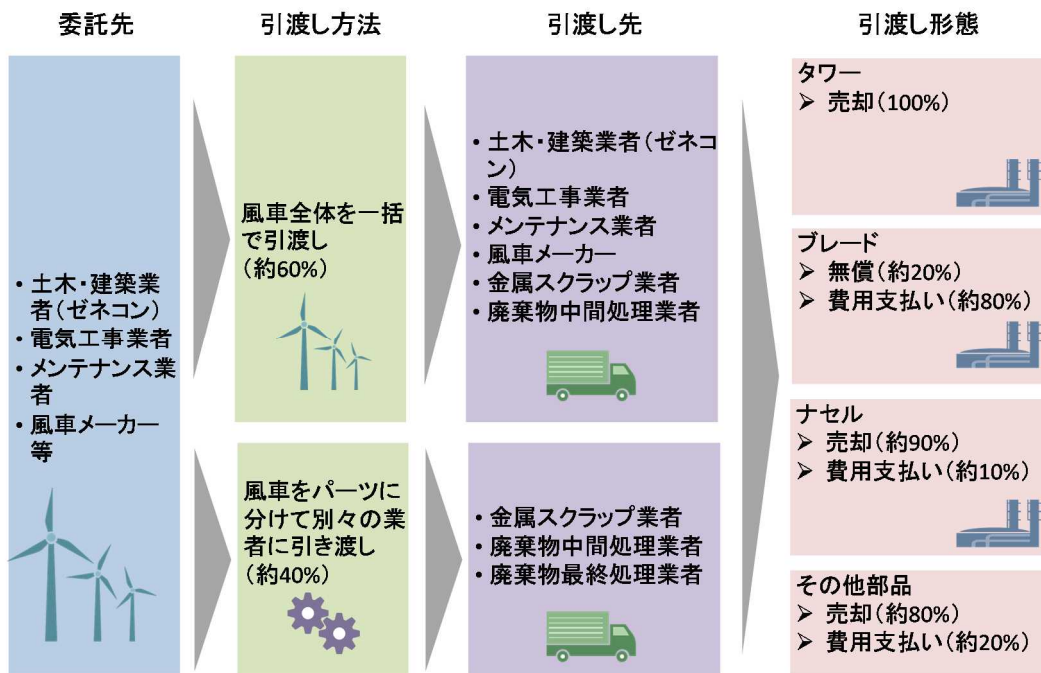 委託先
引渡し方法
引渡し先
引渡し形態
・土木・建築業
者（ゼネコン）
・電気工事業者
・メンテナンス業
者
・風車メーカー
等
風車全体を一括
で引渡し
（約60%）
風車をパーツに
分けて別々の業
者に引き渡し
（約40%）
・土木・建築業者（ゼネコ
ン）
・電気工事業者
・メンテナンス業者
・風車メーカー
・金属スクラップ業者
・廃棄物中間処理業者
・金属スクラップ業者
・廃棄物中間処理業者
・廃棄物最終処理業者
タワー
➢ 売却（100%）
ブレード
➢ 無償（約20%）
➢ 費用支払い（約80%）
ナセル
➢ 売却（約90%）
➢ 費用支払い（約10%）
その他部品
➢ 売却（約80%）
➢ 費用支払い（約20%）